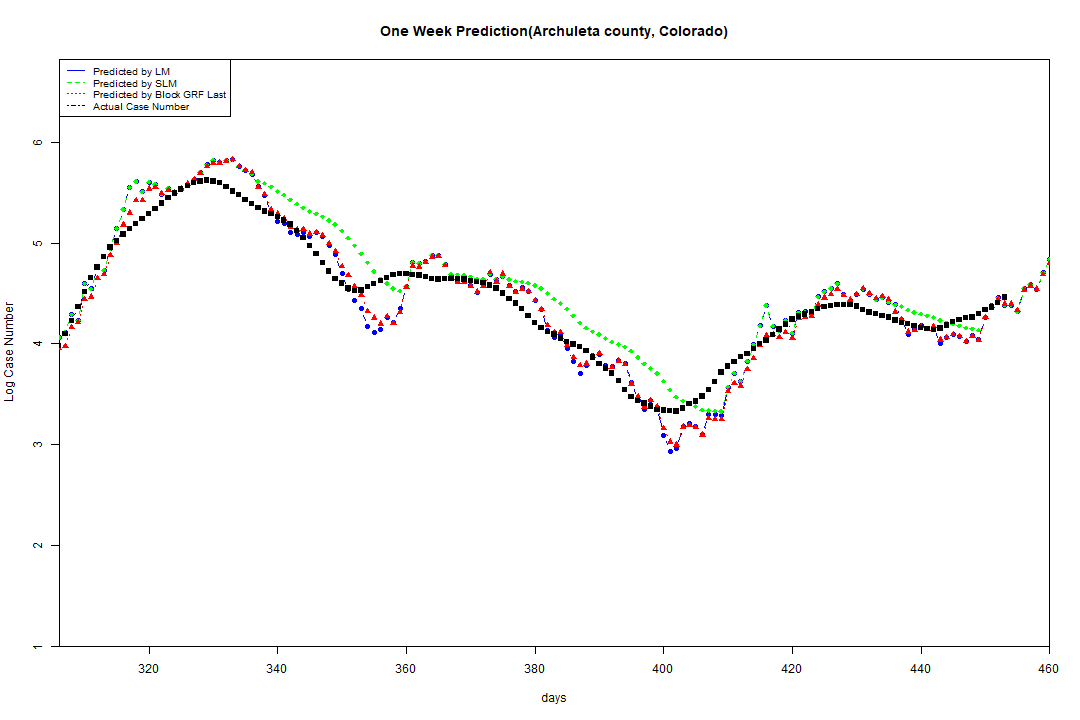 One Week Prediction(Archuleta county, Colorado)
Predicted by LM
Predicted by SLM
Predicted by Block GRF Last
Actual Case Number
Log Case Number
6
5
4
3
2
1
320 340 360 380 400 420 440 460
days